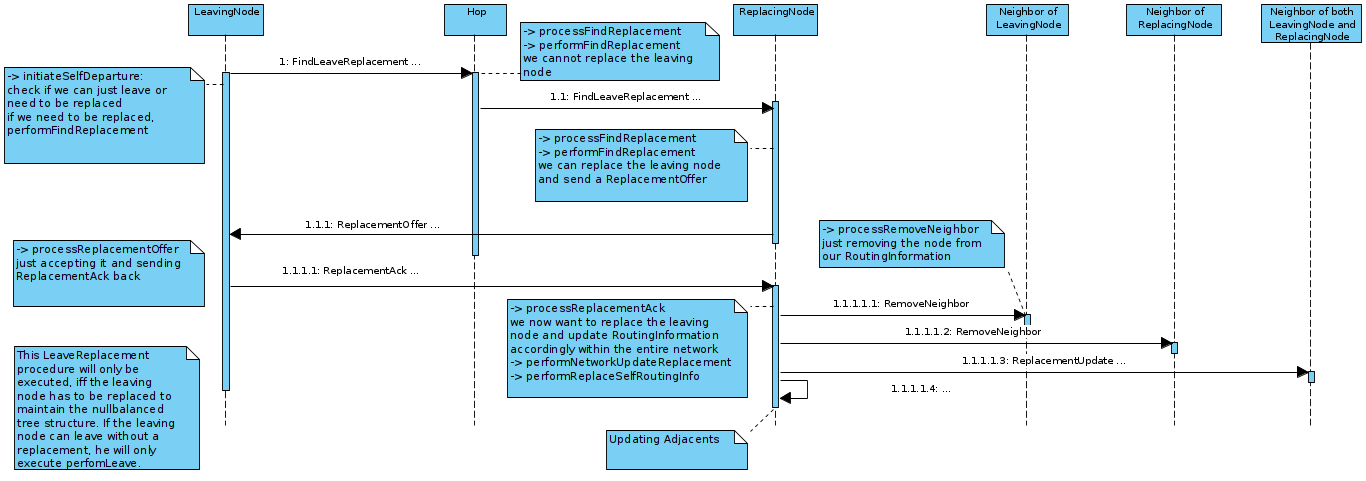 LeavingNode
Hop
ReplacingNode
Neighbor of
LeavingNode
Neighbor of
ReplacingNode
Neighbor of both
LeavingNode and
ReplacingNode
-> processFindReplacement
-> performFindReplacement
we cannot replace the leaving
node
1: FindLeaveReplacement ...
-> initiateSelfDeparture:
check if we can just leave or
need to be replaced
if we need to be replaced,
performFindReplacement
1.1: FindLeaveReplacement ...
-> processFindReplacement
-> performFindReplacement
we can replace the leaving node
and send a ReplacementOffer
1.1.1: ReplacementOffer ...
-> processRemoveNeighbor
just removing the node from
our RoutingInformation
-> processReplacementOffer
just accepting it and sending
ReplacementAck back
1.1.1.1: ReplacementAck ...
-> processReplacementAck
we now want to replace the leaving
node and update RoutingInformation
accordingly within the entire network
-> performNetworkUpdateReplacement
-> performReplaceSelfRoutingInfo
1.1.1.1.1: RemoveNeighbor
1.1.1.1.2: RemoveNeighbor
1.1.1.1.3: ReplacementUpdate ...
1.1.1.1.4: ...
This LeaveReplacement
procedure will only be
executed, iff the leaving
node has to be replaced to
maintain the nullbalanced
tree structure. If the leaving
node can leave without a
replacement, he will only
execute perfomLeave.
Updating Adjacents